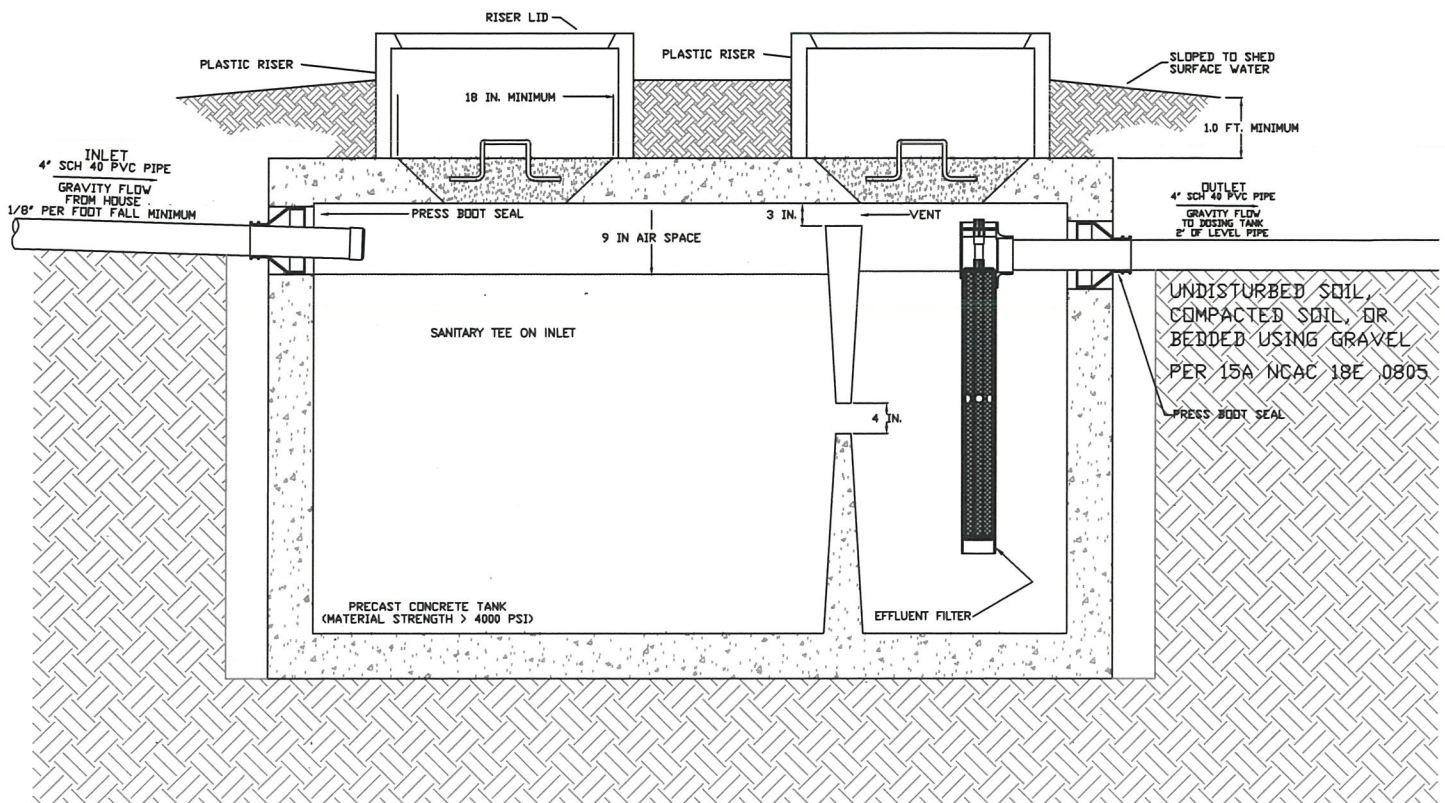 RISER LID
PLASTIC RISER
PLASTIC RISER
SLOPED TO SHED
SURFACE WATER
18 IN. MINIMUM
1.0 FT. MINIMUM
INLET
4" SCH 40 PVC PIPE
GRAVITY FLOW
FROM HOUSE
1/8" PER FOOT FALL MINIMUM
PRESS BOOT SEAL
9 IN AIR SPACE
3 IN.
VENT
OUTLET
4" SCH 40 PVC PIPE
GRAVITY FLOW
TO DOSING TANK
2' OF LEVEL PIPE
SANITARY TEE ON INLET
UNDISTURBED SOIL,
COMPACTED SOIL, OR
BEDDED USING GRAVEL
PER 15A NCAC 18E .0805
4 IN.
PRESS BOOT SEAL
PRECAST CONCRETE TANK
(MATERIAL STRENGTH > 4000 PSI)
EFFLUENT FILTER